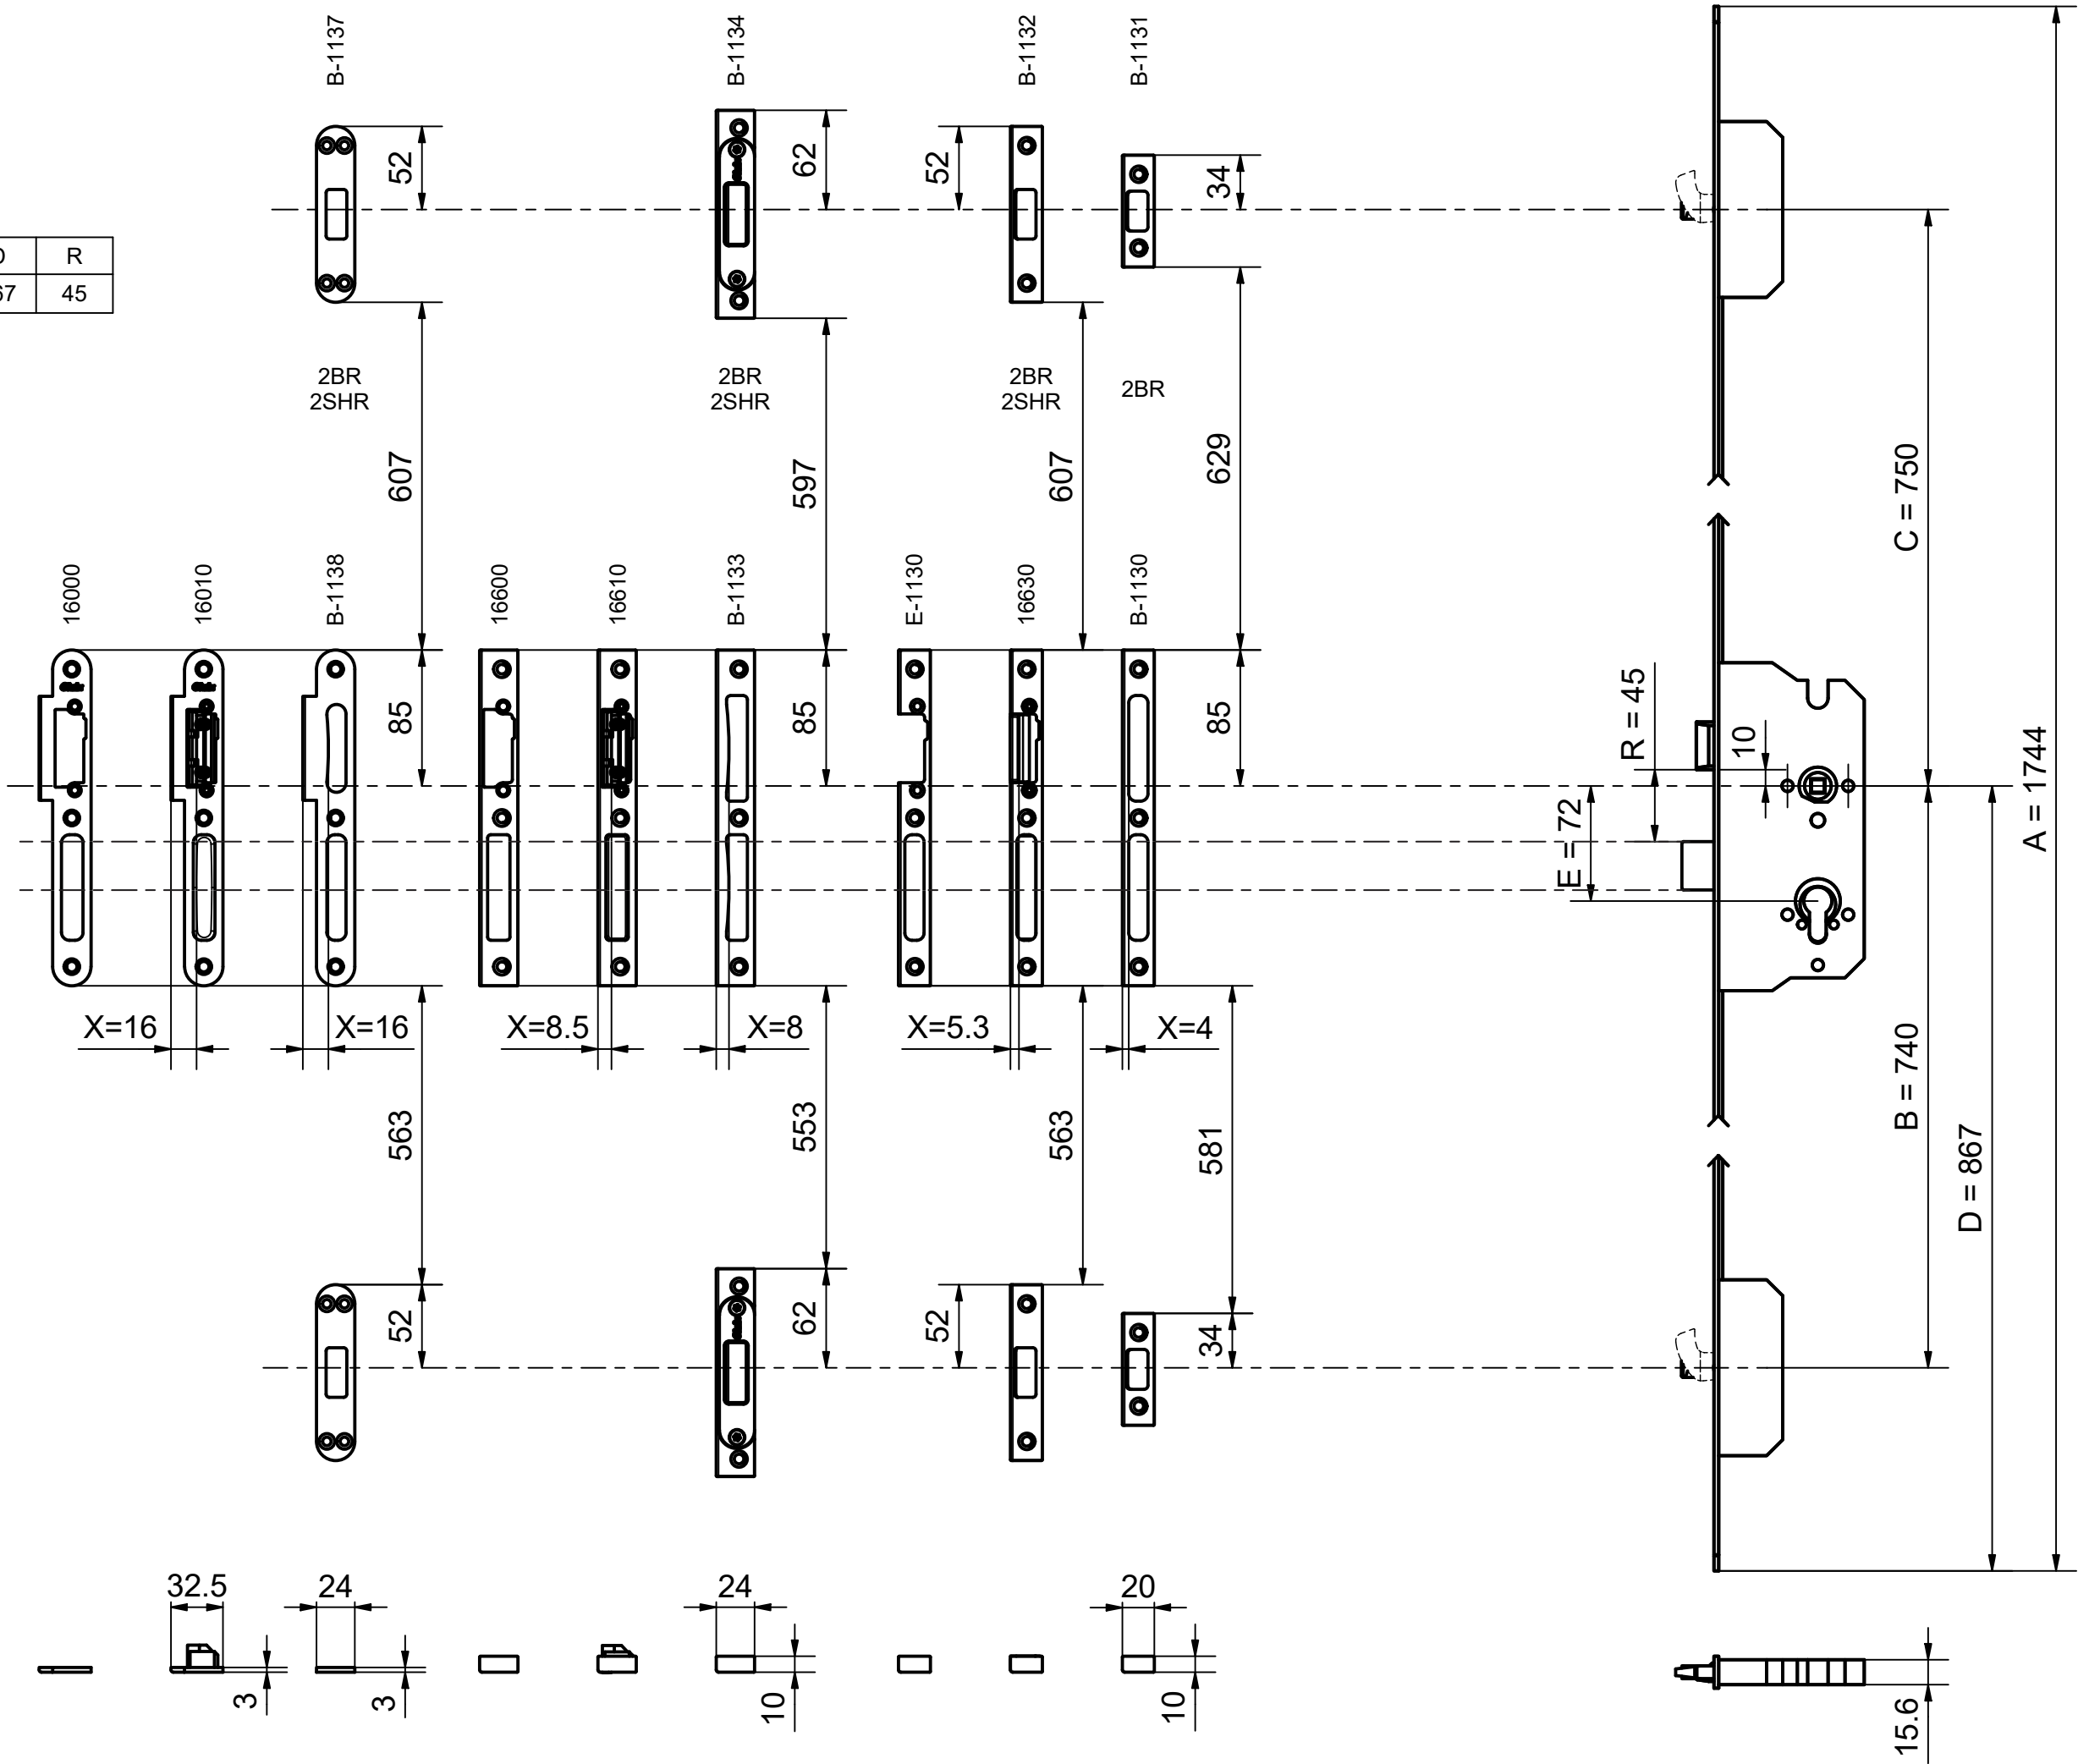 B-1137
B-1134
B-1132
B-1131
52
62
52
34
R
45
2BR
2SHR
2BR
2SHR
2BR
2SHR
2BR
607
597
607
629
C = 750
16000
16010
B-1138
16600
16610
B-1133
E-1130
16630
B-1130
85
85
85
R = 45
10
E = 72
A = 1744
X=16
X=16
X=8.5
X=8
X=5.3
X=4
563
553
563
581
B = 740
D = 867
52
62
52
34
32.5
24
24
20
3
3
10
10
15.6